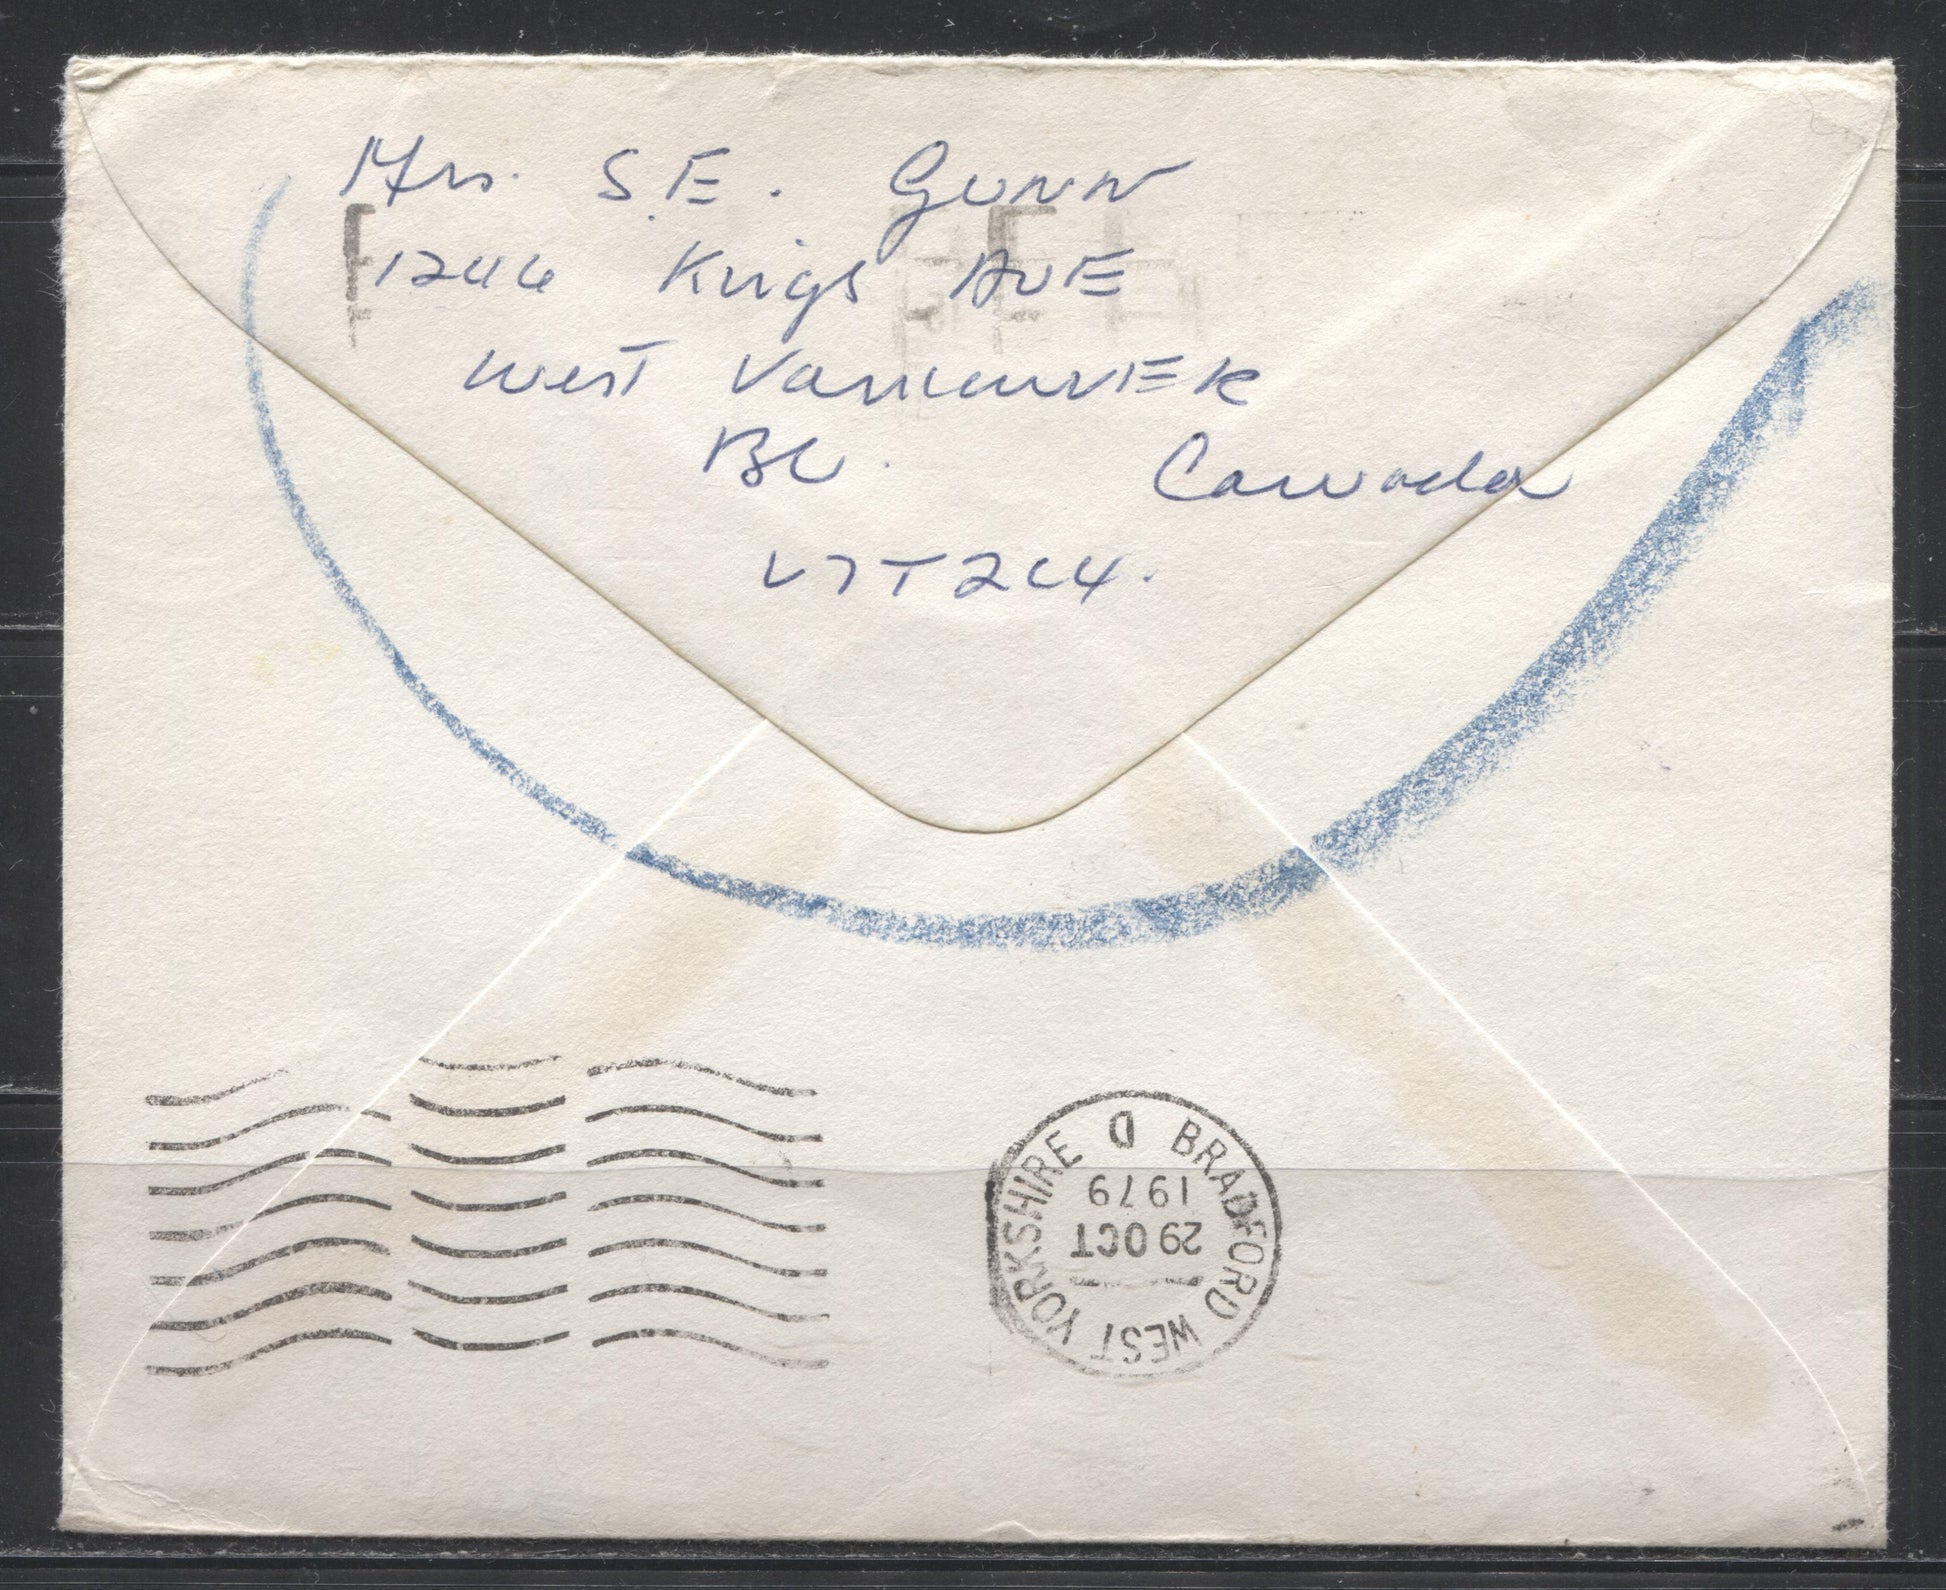 Mrs. S.E. Gunn
1246 Kings AVE
West Vancouver
BC. Canada
V7T2C4.
BRADFORD WEST YORKSHIRE D
29 OCT
1979